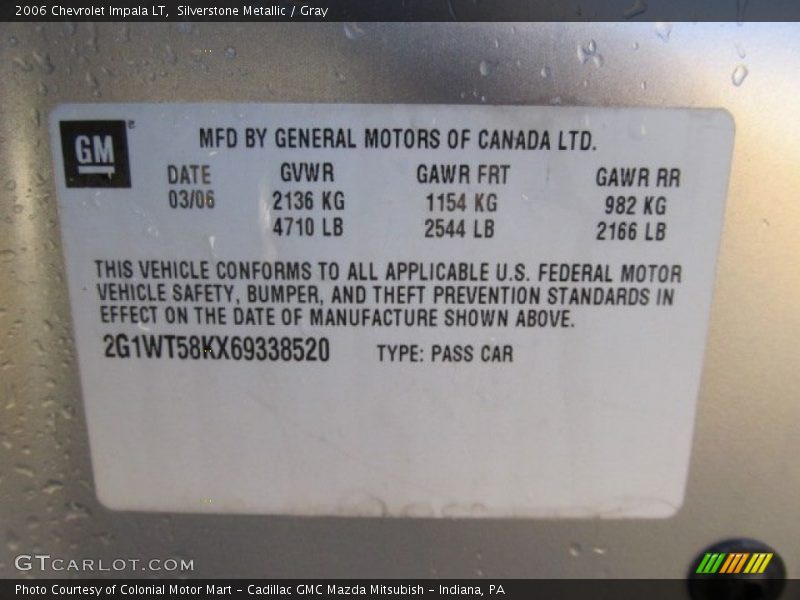 2006 Chevrolet Impala LT, Silverstone Metallic / Gray
GM
MFD BY GENERAL MOTORS OF CANADA LTD.
DATE GVWR GAWR FRT GAWR RR
03/06 2136 KG 1154 KG 982 KG
4710 LB 2544 LB 2166 LB
THIS VEHICLE CONFORMS TO ALL APPLICABLE U.S. FEDERAL MOTOR
VEHICLE SAFETY, BUMPER, AND THEFT PREVENTION STANDARDS IN
EFFECT ON THE DATE OF MANUFACTURE SHOWN ABOVE.
2G1WT58KX69338520 TYPE: PASS CAR
GTCARLOT.COM
Photo Courtesy of Colonial Motor Mart - Cadillac GMC Mazda Mitsubish - Indiana, PA